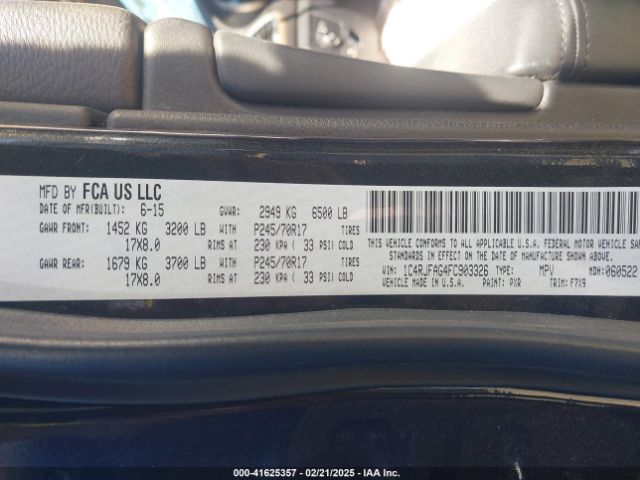 MFD BY FCA US LLC
DATE OF MFR(BUILT): 6-15 GVWR: 2949 KG 6500 LB
GAWR FRONT: 1452 KG 3200 LB WITH P245/70R17 TIRES
17X8.0 RIMS AT 230 KPA ( 33 PSI) COLD
GAWR REAR: 1679 KG 3700 LB WITH P245/70R17 TIRES
17X8.0 RIMS AT 230 KPA ( 33 PSI) COLD
THIS VEHICLE CONFORMS TO ALL APPLICABLE U.S.A. FEDERAL MOTOR VEHICLE
STANDARDS IN EFFECT ON THE DATE OF MANUFACTURE SHOWN ABOVE.
VIN: 1C4RJFAG4FC903326 TYPE: MPV MDH: 060522
VEHICLE MADE IN U.S.A. PAINT: PXR TRIM:
00-41625357 - 02/21/2025 - IAA Inc.